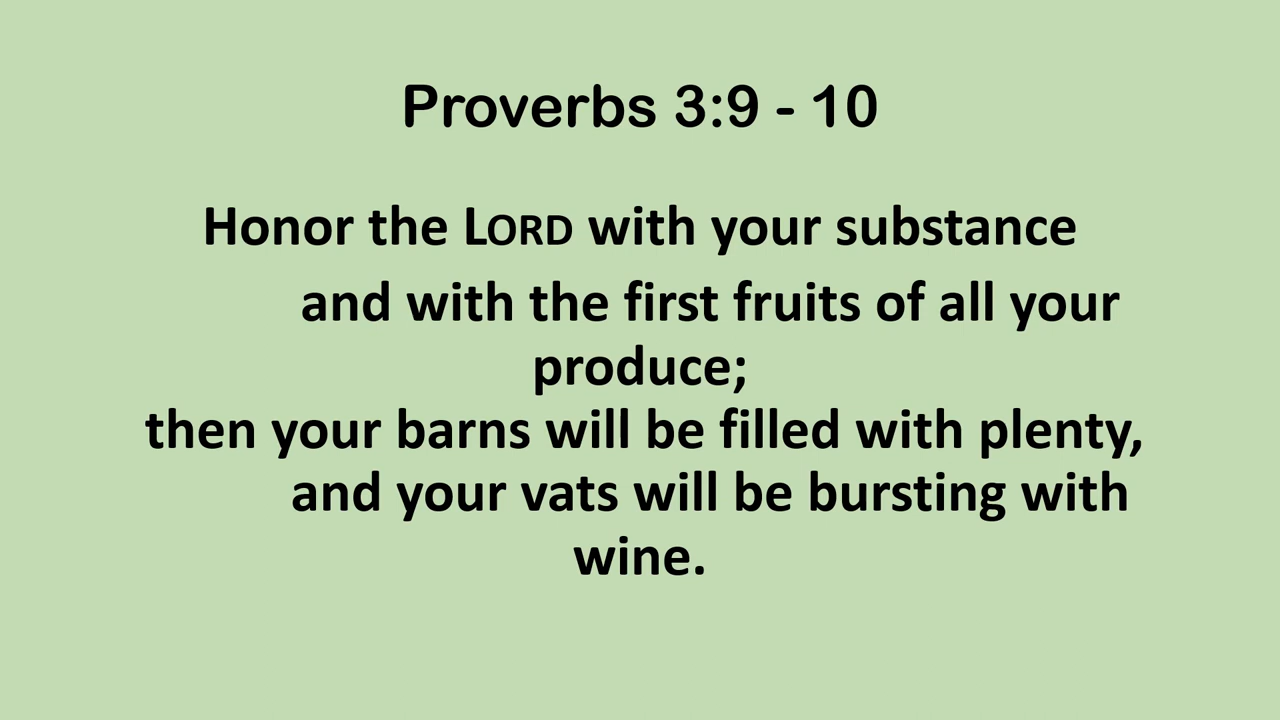 Proverbs 3:9 - 10
Honor the LORD with your substance
and with the first fruits of all your
produce;
then your barns will be filled with plenty,
and your vats will be bursting with
wine.